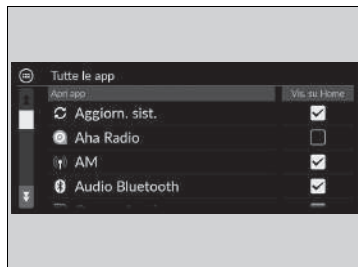 Tutte le app
Apri app Vis. su Home
Aggiorn. sist.
Aha Radio
AM
Audio Bluetooth